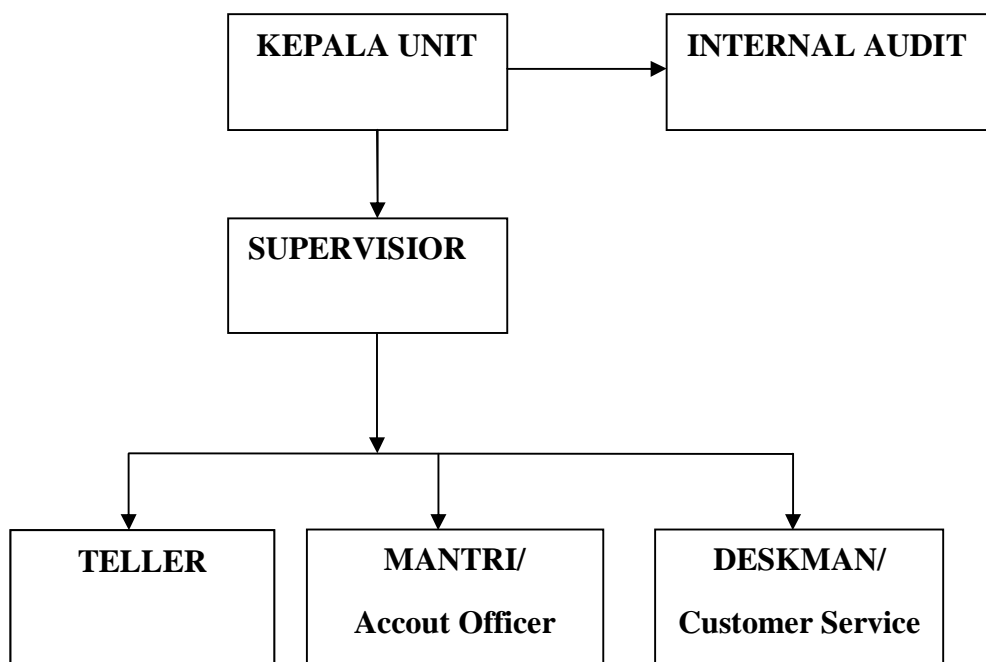 KEPALA UNIT
INTERNAL AUDIT
SUPERVISIOR
TELLER
MANTRI/
Accout Officer
DESKMAN/
Customer Service